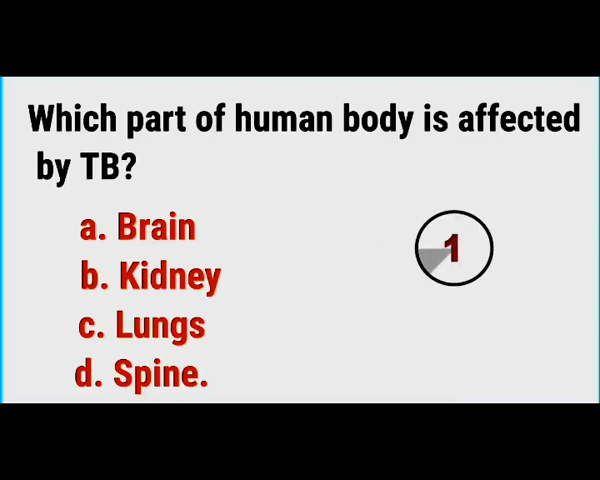 Which part of human body is affected
by TB?
a. Brain
b. Kidney
1
c. Lungs
d. Spine.